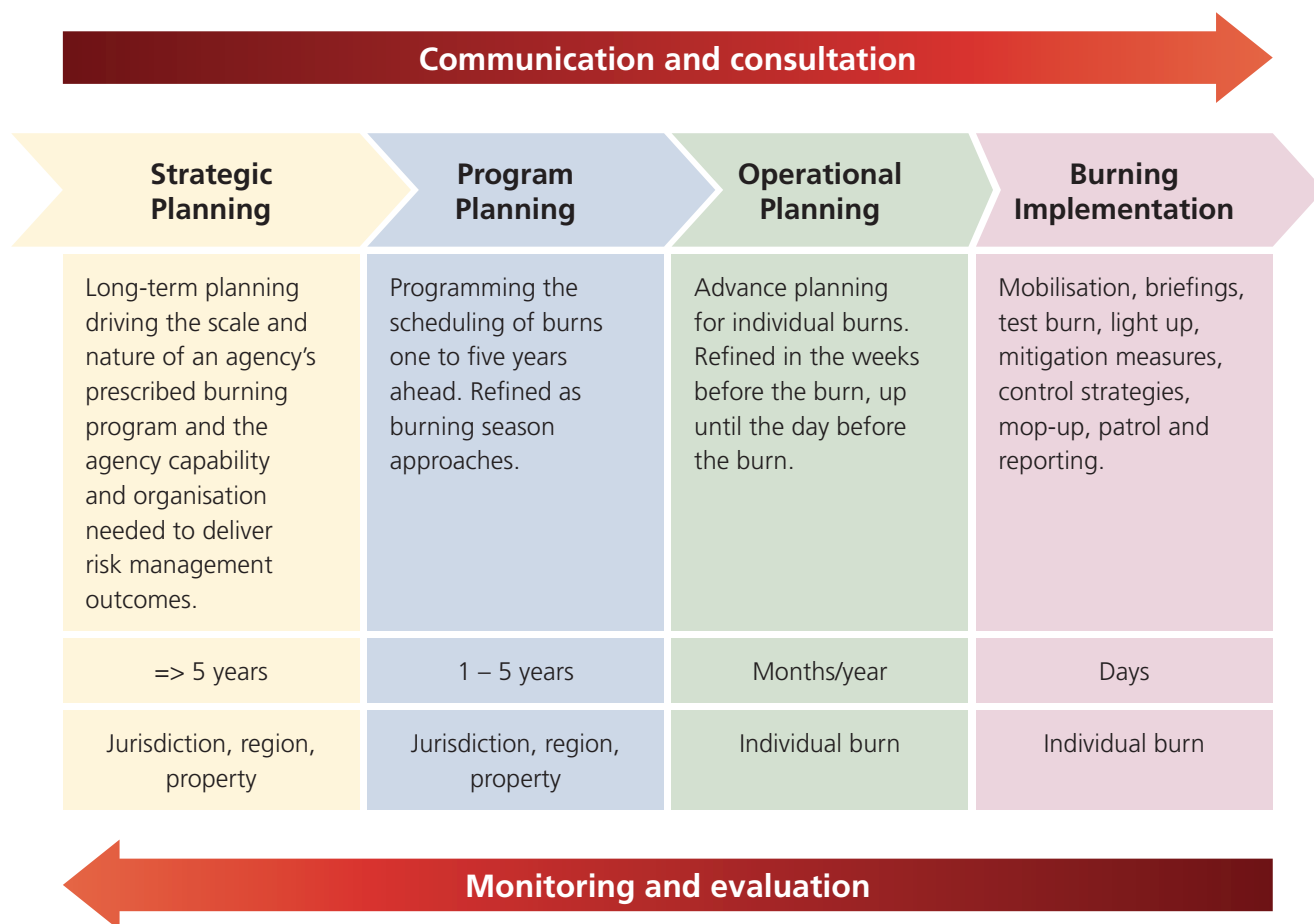 Communication and consultation
Strategic
Planning
Program
Planning
Operational
Planning
Burning
Implementation
Long-term planning
driving the scale and
nature of an agency’s
prescribed burning
program and the
agency capability
and organisation
needed to deliver
risk management
outcomes.
Programming the
scheduling of burns
one to five years
ahead. Refined as
burning season
approaches.
Advance planning
for individual burns.
Refined in the weeks
before the burn, up
until the day before
the burn.
Mobilisation, briefings,
test burn, light up,
mitigation measures,
control strategies,
mop-up, patrol and
reporting.
=> 5 years
1 – 5 years
Months/year
Days
Jurisdiction, region,
property
Jurisdiction, region,
property
Individual burn
Individual burn
Monitoring and evaluation